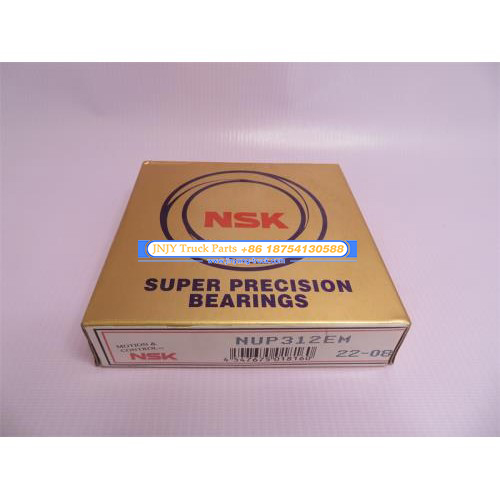 NSK
JNJY Truck Parts +86 18754130588
SUPER PRECISION
BEARINGS
MOTION & CONTROL
NSK
NUP312EM
22-08